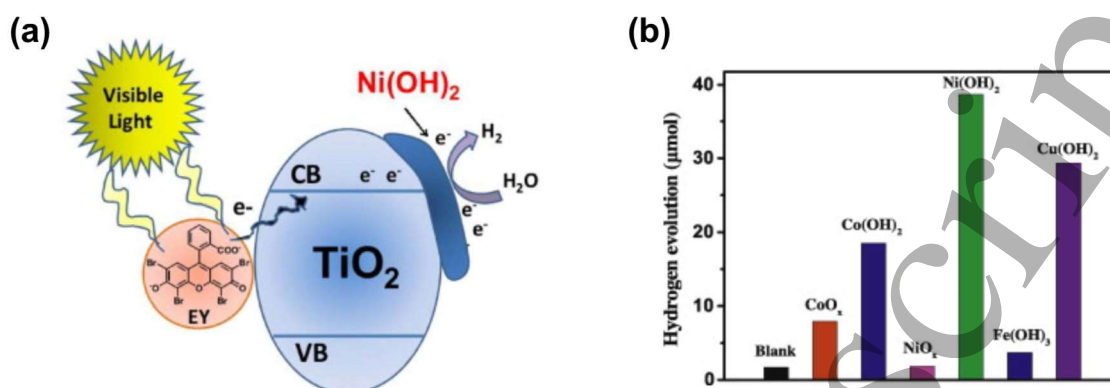 (a)
Visible
Light
Ni(OH)2
e-
H2
H2O
CB
e- e-
e-
e-
e-
TiO2
COO-
Br
Br
-O
O
O
Br
Br
EY
VB
(b)
Hydrogen evolution (µmol)
40
30
20
10
0
Blank
CoOx
Co(OH)2
NiOx
Ni(OH)2
Fe(OH)3
Cu(OH)2